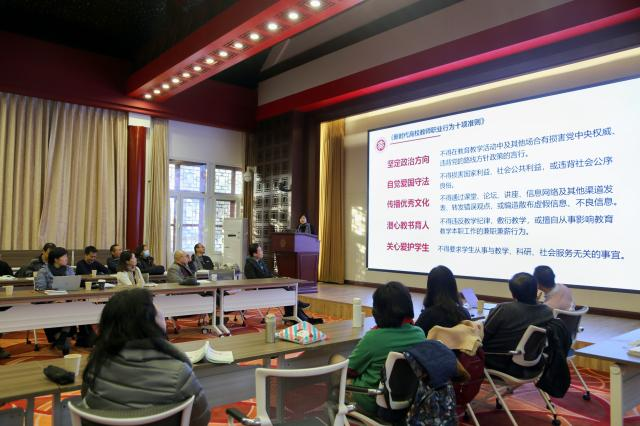 《新时代高校教师职业行为十项准则》
坚定政治方向
不得在教育教学活动中及其他场合有损害党中央权威、
违背党的路线方针政策的言行。
自觉爱国守法
不得损害国家利益、社会公共利益，或违背社会公序
良俗。
传播优秀文化
不得通过课堂、论坛、讲座、信息网络及其他渠道发
表、转发错误观点，或编造散布虚假信息、不良信息。
潜心教书育人
不得违反教学纪律，敷衍教学，或擅自从事影响教育
教学本职工作的兼职兼薪行为。
关心爱护学生
不得要求学生从事与教学、科研、社会服务无关的事宜。